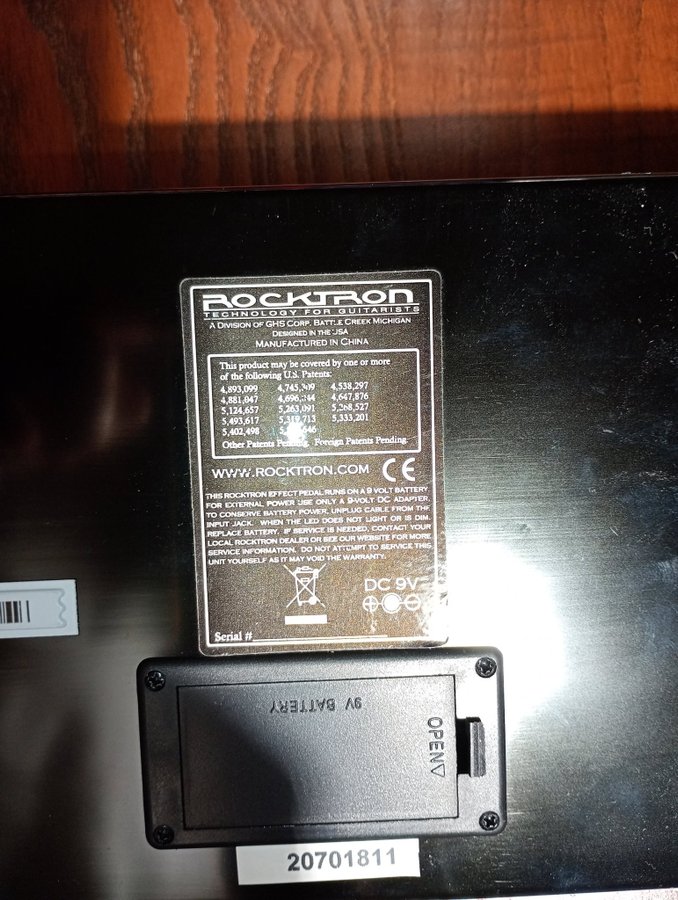 ROCKTRON
TECHNOLOGY FOR GUITARISTS
A DIVISION OF GHS CORP. BATTLE CREEK MICHIGAN
DESIGNED IN THE USA
MANUFACTURED IN CHINA
This product may be covered by one or more
of the following U.S. Patents:
4,893,099 4,538,297
4,881,047 4,647,876
5,124,657 5,263,091 5,268,527
5,493,617 5,333,201
5,402,498
Other Patents Pending Foreign Patents Pending
WWW.ROCKTRON.COM CE
THIS ROCKTRON EFFECT PEDAL RUNS ON A 9 VOLT BATTERY
FOR EXTERNAL POWER USE ONLY A 9-VOLT DC ADAPTER.
TO CONSERVE BATTERY POWER, UNPLUG CABLE FROM THE
INPUT JACK. WHEN THE LED DOES NOT LIGHT OR IS DIM,
REPLACE BATTERY. IF SERVICE IS NEEDED, CONTACT YOUR
LOCAL ROCKTRON DEALER OR SEE OUR WEBSITE FOR MORE
SERVICE INFORMATION. DO NOT ATTEMPT TO SERVICE THIS
UNIT YOURSELF AS IT MAY VOID THE WARRANTY.
DC 9V
Serial #
9V BATTERY
OPEN
20701811